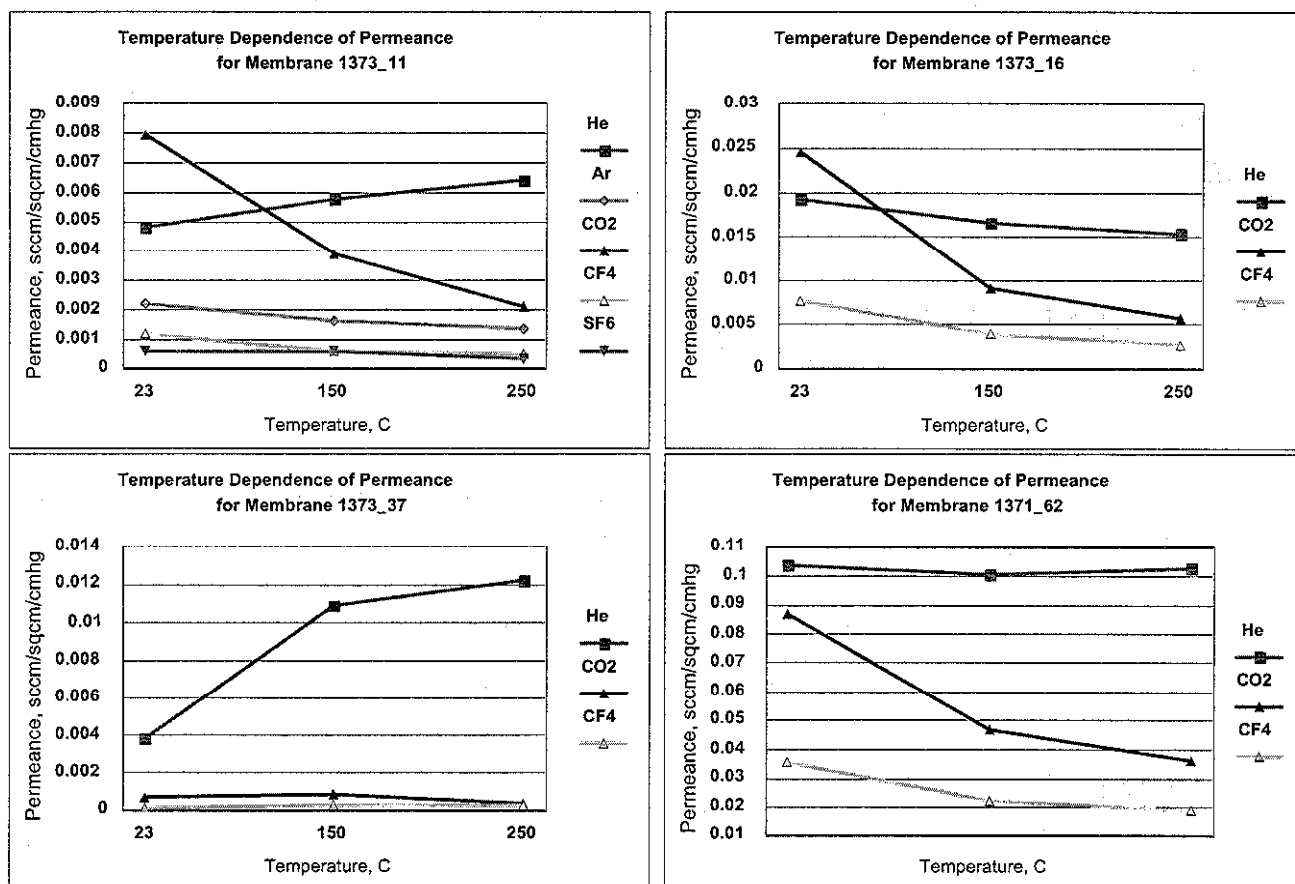 Temperature Dependence of Permeance
for Membrane 1373_11
Permeance, sccm/sqcm/cmhg
0.009
0.008
0.007
0.006
0.005
0.004
0.003
0.002
0.001
0
23
150
250
Temperature, C
He
Ar
CO2
CF4
SF6
Temperature Dependence of Permeance
for Membrane 1373_16
Permeance, sccm/sqcm/cmhg
0.03
0.025
0.02
0.015
0.01
0.005
0
23
150
250
Temperature, C
He
CO2
CF4
Temperature Dependence of Permeance
for Membrane 1373_37
Permeance, sccm/sqcm/cmhg
0.014
0.012
0.01
0.008
0.006
0.004
0.002
0
23
150
250
Temperature, C
He
CO2
CF4
Temperature Dependence of Permeance
for Membrane 1371_62
Permeance, sccm/sqcm/cmhg
0.11
0.1
0.09
0.08
0.07
0.06
0.05
0.04
0.03
0.02
0.01
Temperature, C
He
CO2
CF4